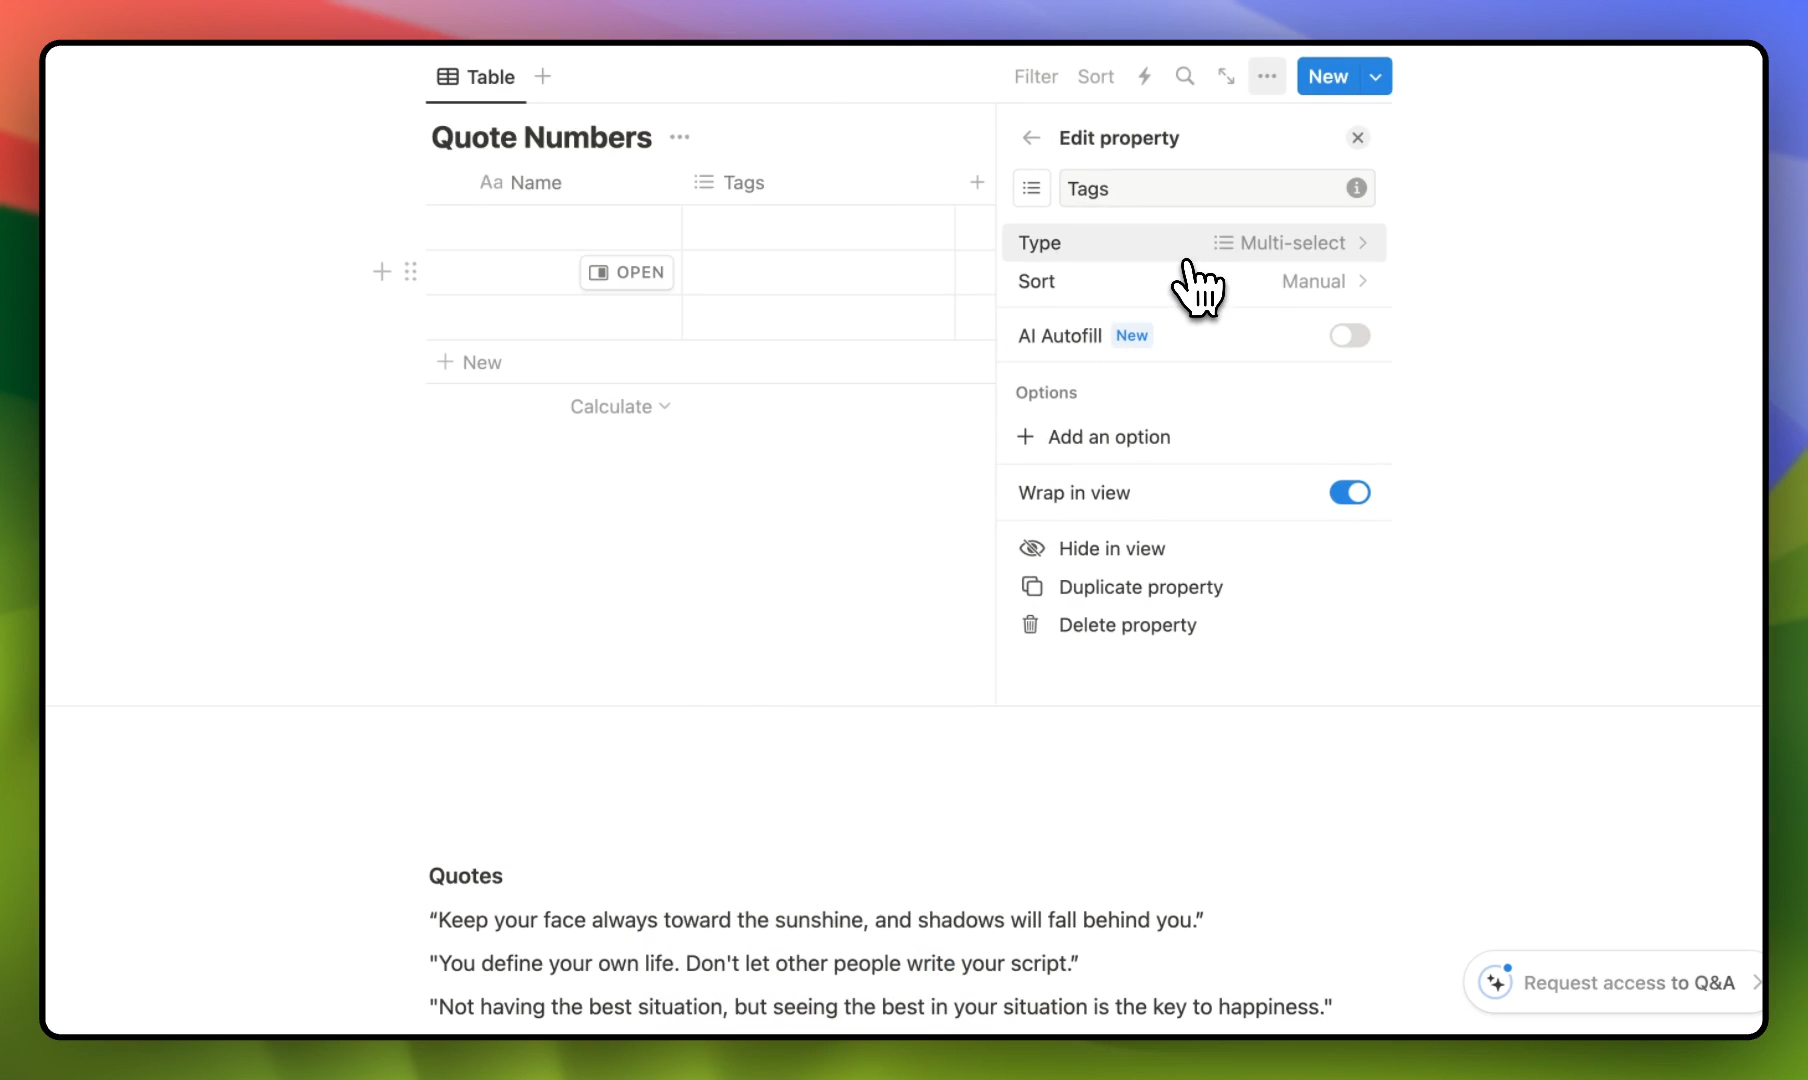 Table
Filter Sort New
Quote Numbers
Aa Name Tags
OPEN
New
Calculate
Edit property
Tags
Type Multi-select
Sort Manual
AI Autofill New
Options
Add an option
Wrap in view
Hide in view
Duplicate property
Delete property
Quotes
“Keep your face always toward the sunshine, and shadows will fall behind you.”
"You define your own life. Don't let other people write your script.”
"Not having the best situation, but seeing the best in your situation is the key to happiness."
Request access to Q&A